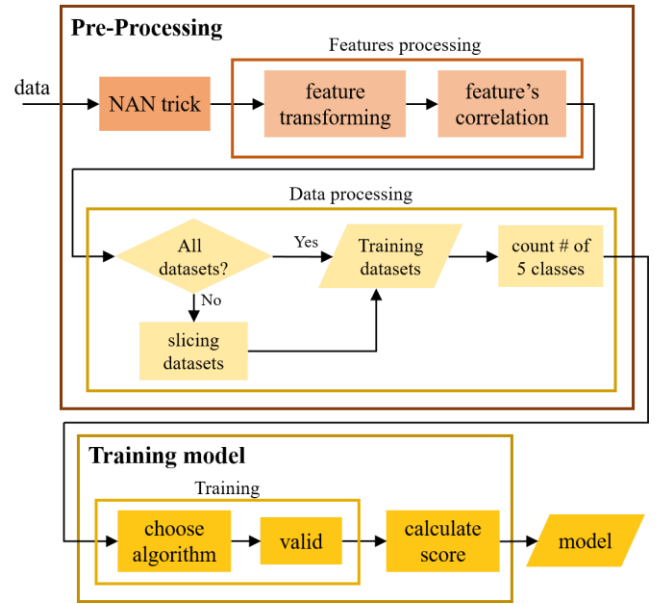 Pre-Processing
Features processing
data
NAN trick
feature
transforming
feature's
correlation
Data processing
All
datasets?
Yes
Training
datasets
count # of
5 classes
No
slicing
datasets
Training model
Training
choose
algorithm
valid
calculate
score
model